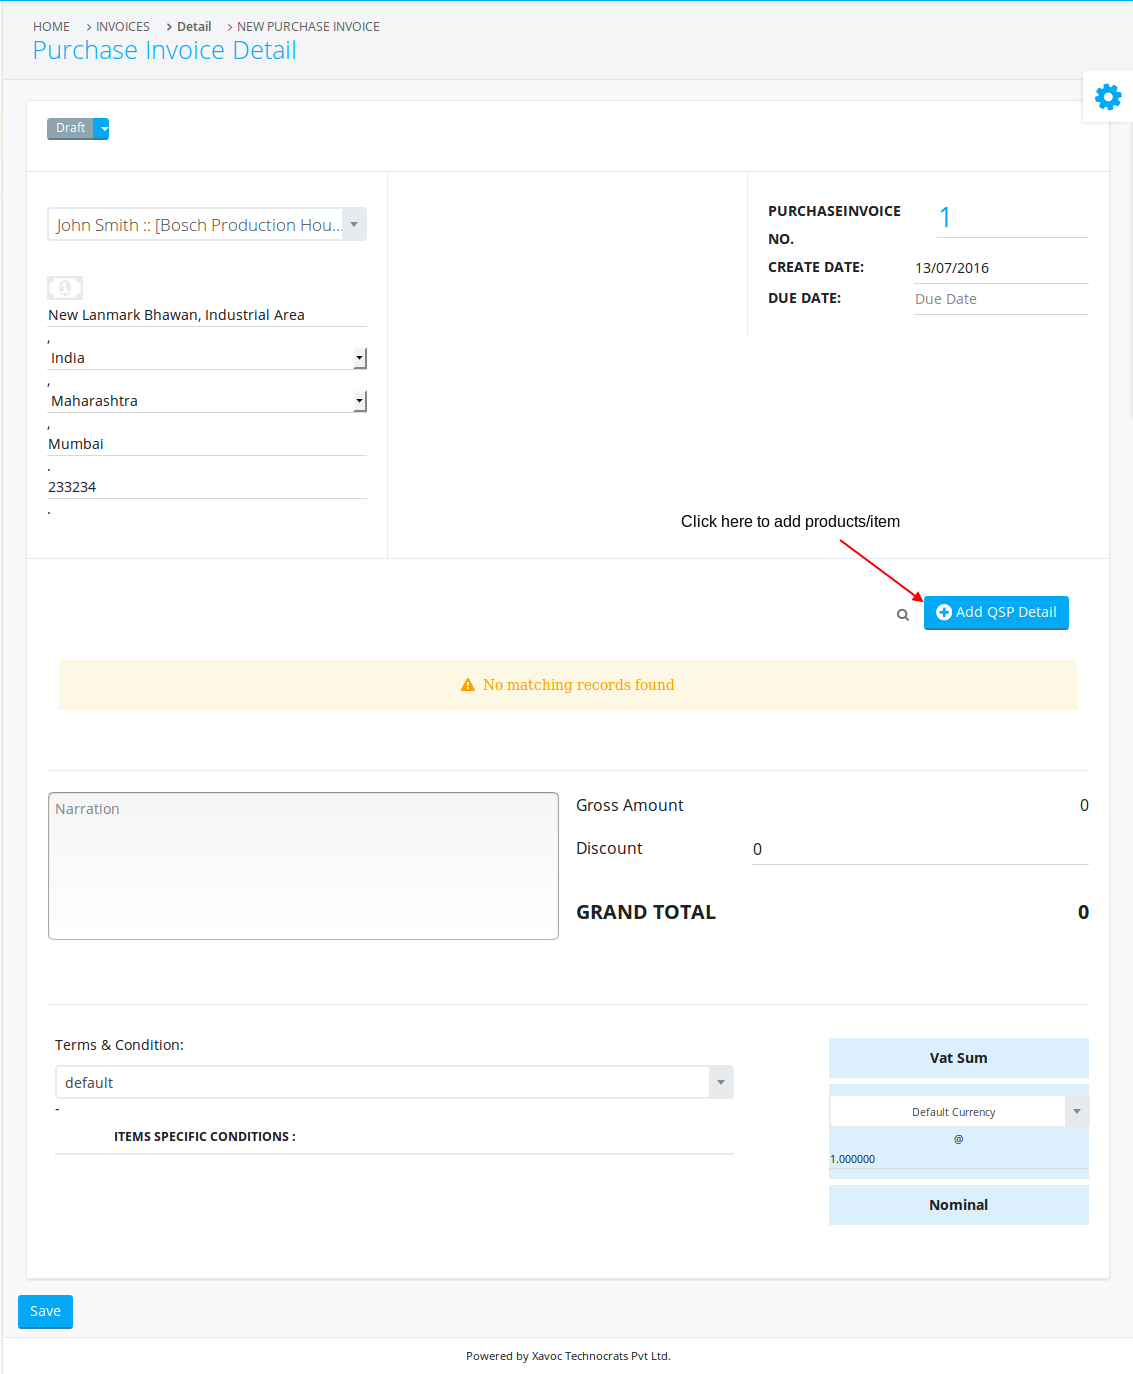 HOME > INVOICES > Detail > NEW PURCHASE INVOICE
Purchase Invoice Detail
Draft
John Smith :: [Bosch Production Hou...
PURCHASEINVOICE NO.
1
CREATE DATE:
13/07/2016
DUE DATE:
Due Date
1
New Lanmark Bhawan, Industrial Area
,
India
,
Maharashtra
,
Mumbai
.
233234
.
Click here to add products/item
Add QSP Detail
No matching records found
Narration
Gross Amount 0
Discount 0
GRAND TOTAL 0
Terms & Condition:
default
-
ITEMS SPECIFIC CONDITIONS :
Vat Sum
Default Currency
@
1.000000
Nominal
Save
Powered by Xavoc Technocrats Pvt Ltd.